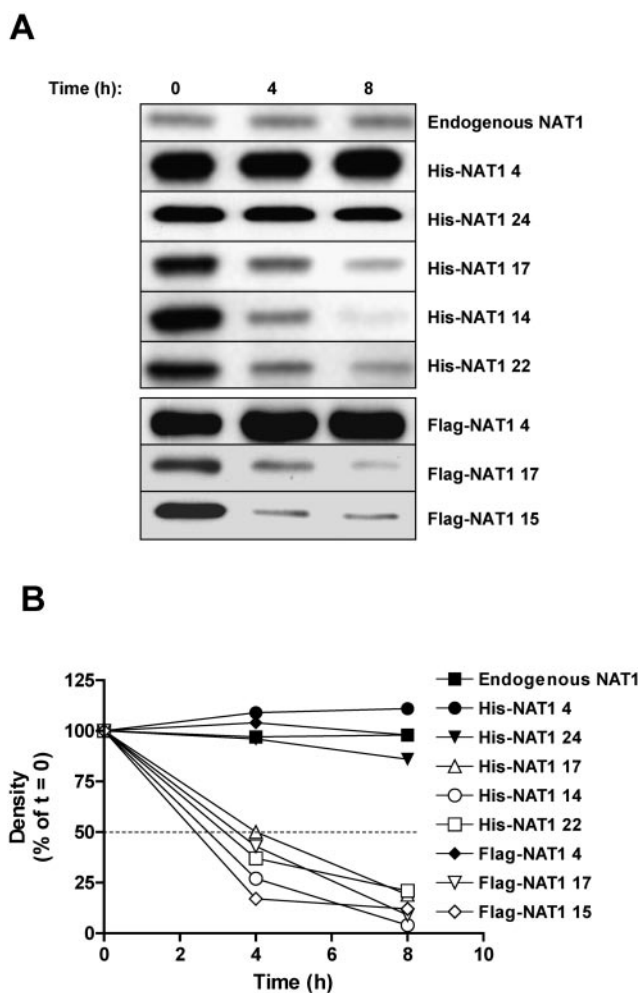 A
Time (h): 0 4 8
Endogenous NAT1
His-NAT1 4
His-NAT1 24
His-NAT1 17
His-NAT1 14
His-NAT1 22
Flag-NAT1 4
Flag-NAT1 17
Flag-NAT1 15
B
Density
(% of t = 0)
125
100
75
50
25
0
0 2 4 6 8 10
Time (h)
Endogenous NAT1
His-NAT1 4
His-NAT1 24
His-NAT1 17
His-NAT1 14
His-NAT1 22
Flag-NAT1 4
Flag-NAT1 17
Flag-NAT1 15